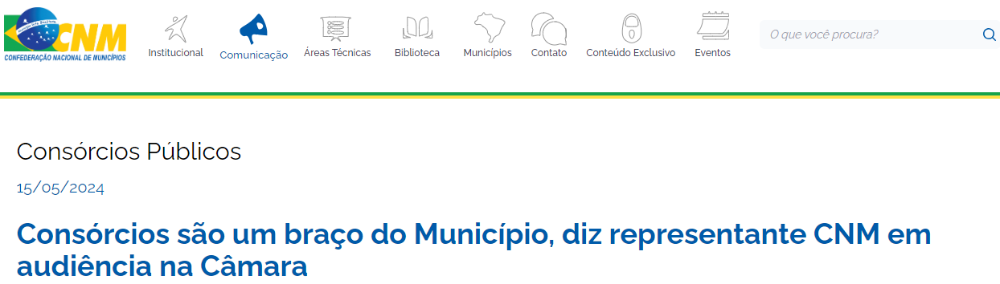 CNM
CONFEDERAÇÃO NACIONAL DE MUNICÍPIOS
Institucional
Comunicação
Áreas Técnicas
Biblioteca
Municípios
Contato
Conteúdo Exclusivo
Eventos
O que você procura?
Consórcios Públicos
15/05/2024
Consórcios são um braço do Município, diz representante CNM em
audiência na Câmara